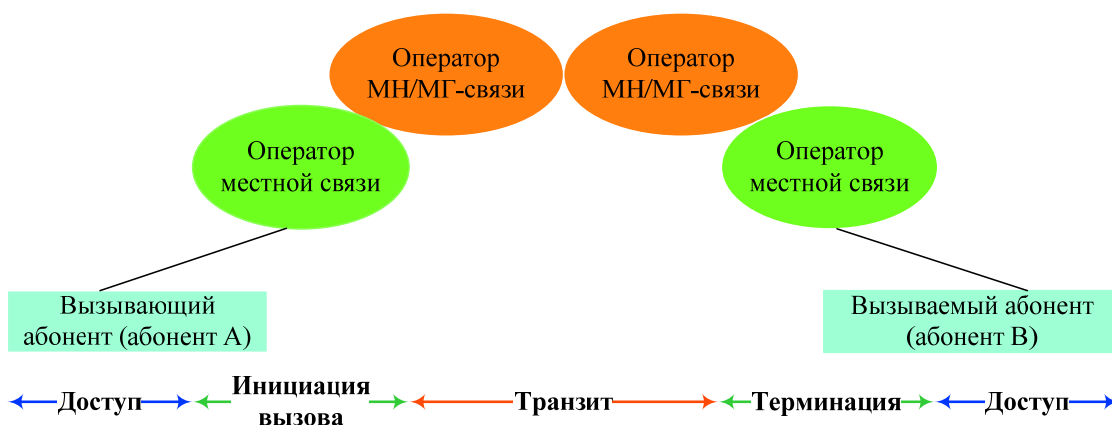 Оператор
МН/МГ-связи
Оператор
МН/МГ-связи
Оператор
местной связи
Оператор
местной связи
Вызывающий
абонент (абонент А)
Вызываемый абонент
(абонент В)
Доступ
Инициация
вызова
Транзит
Терминация
Доступ